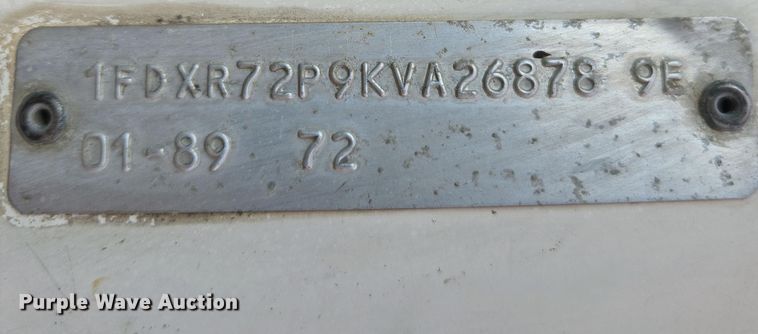 1FDXR72P9KVA26878 9E
01-89 72
Purple Wave Auction